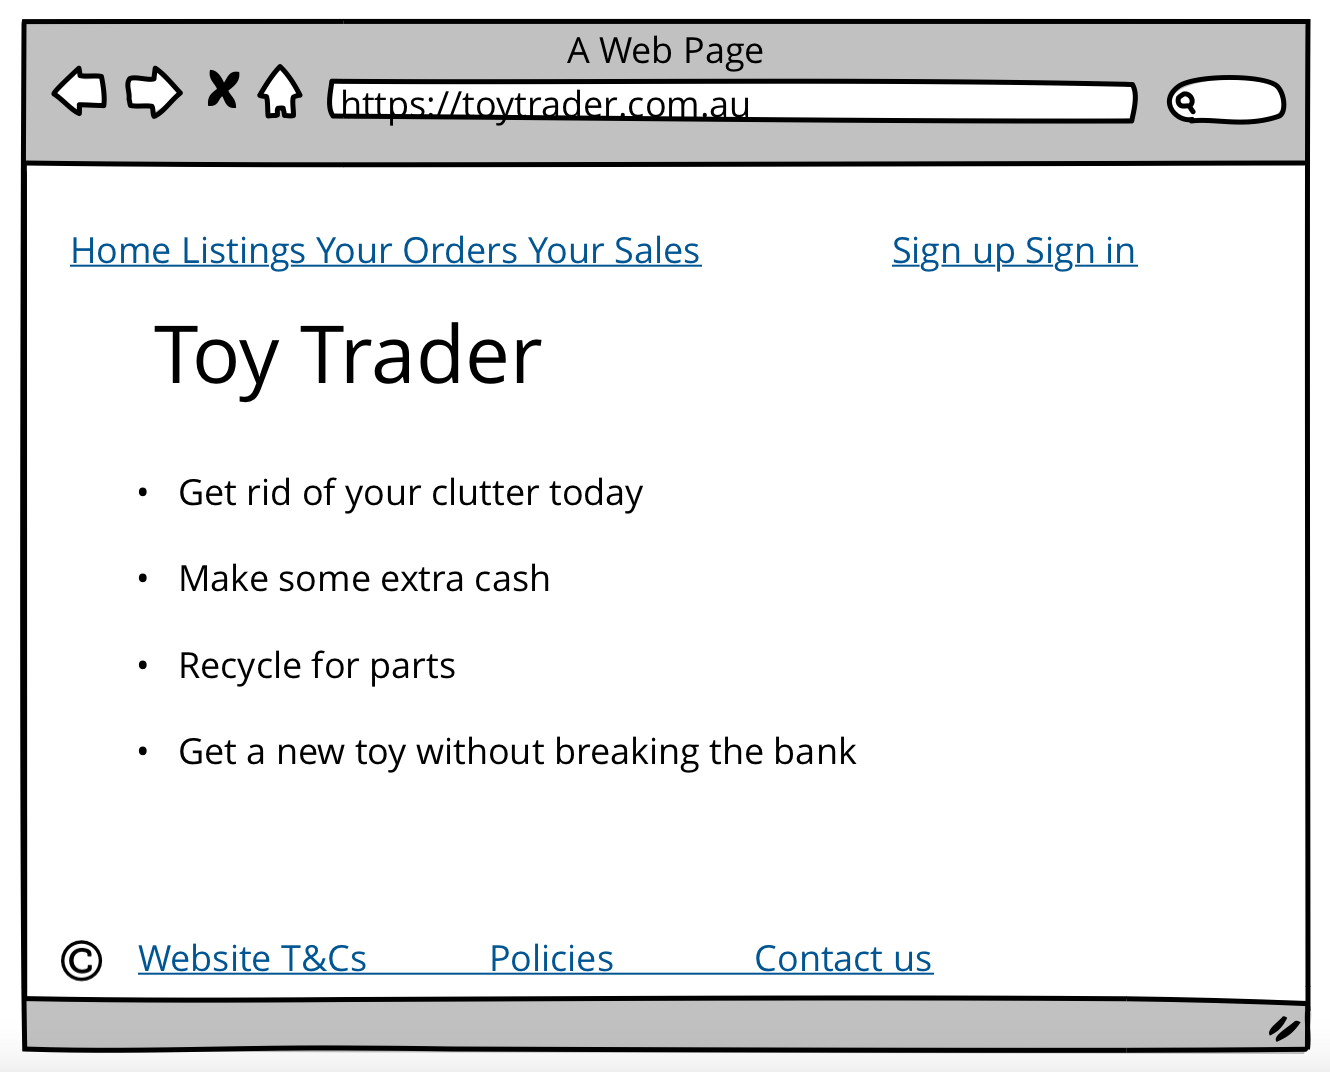 A Web Page
https://toytrader.com.au
Home Listings Your Orders Your Sales Sign up Sign in
Toy Trader
• Get rid of your clutter today
• Make some extra cash
• Recycle for parts
• Get a new toy without breaking the bank
© Website T&Cs Policies Contact us